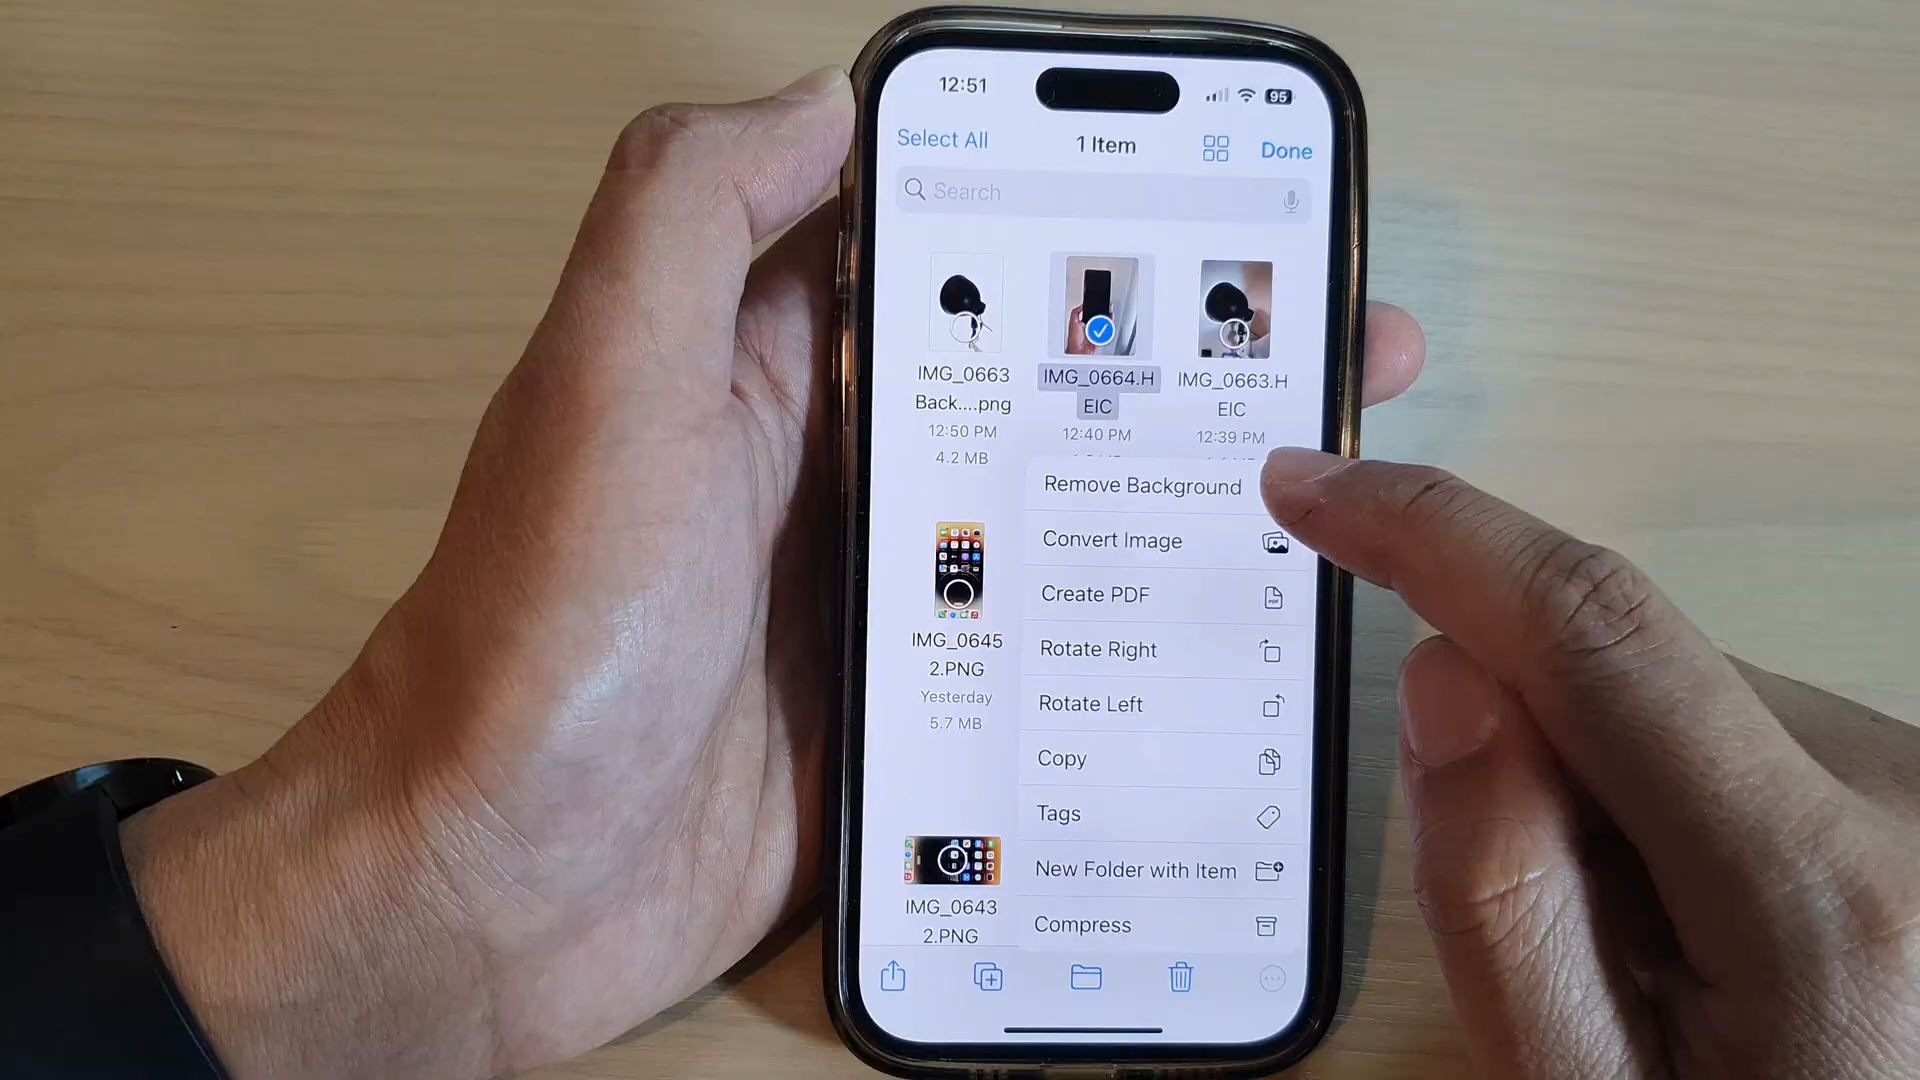 12:51
95
Select All
1 Item
Done
Search
IMG_0663
Back....png
12:50 PM
4.2 MB
IMG_0664.H
EIC
12:40 PM
IMG_0663.H
EIC
12:39 PM
Remove Background
Convert Image
Create PDF
PDF
Rotate Right
Rotate Left
Copy
Tags
New Folder with Item
Compress
IMG_0645
2.PNG
Yesterday
5.7 MB
IMG_0643
2.PNG